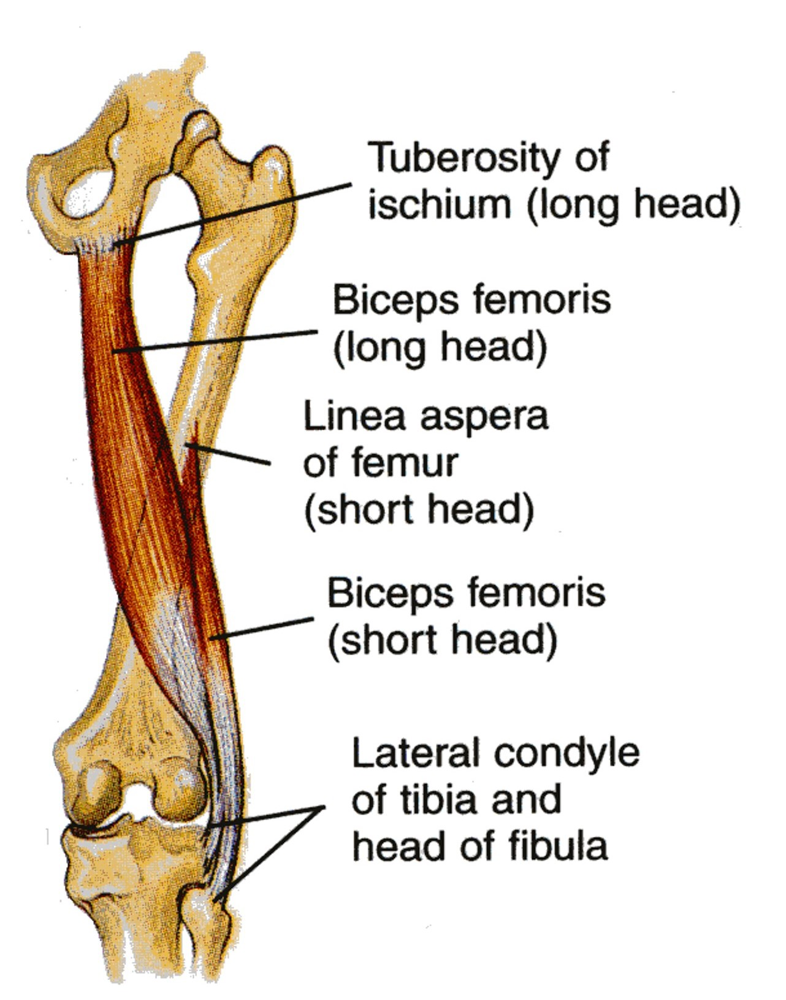 Tuberosity of
ischium (long head)
Biceps femoris
(long head)
Linea aspera
of femur
(short head)
Biceps femoris
(short head)
Lateral condyle
of tibia and
head of fibula